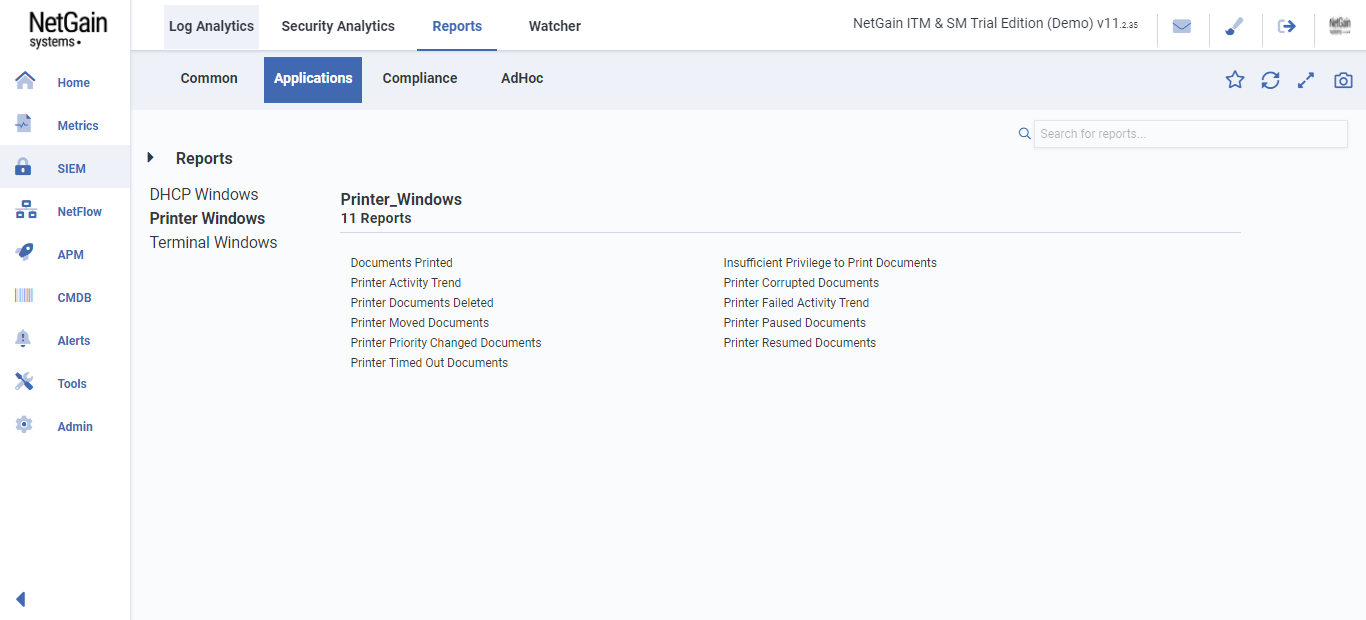 NetGain
systems
Log Analytics
Security Analytics
Reports
Watcher
NetGain ITM & SM Trial Edition (Demo) v11.2.35
NetGain
Home
Metrics
SIEM
NetFlow
APM
CMDB
Alerts
Tools
Admin
Common
Applications
Compliance
AdHoc
Search for reports...
Reports
DHCP Windows
Printer Windows
Terminal Windows
Printer_Windows
11 Reports
Documents Printed
Printer Activity Trend
Printer Documents Deleted
Printer Moved Documents
Printer Priority Changed Documents
Printer Timed Out Documents
Insufficient Privilege to Print Documents
Printer Corrupted Documents
Printer Failed Activity Trend
Printer Paused Documents
Printer Resumed Documents